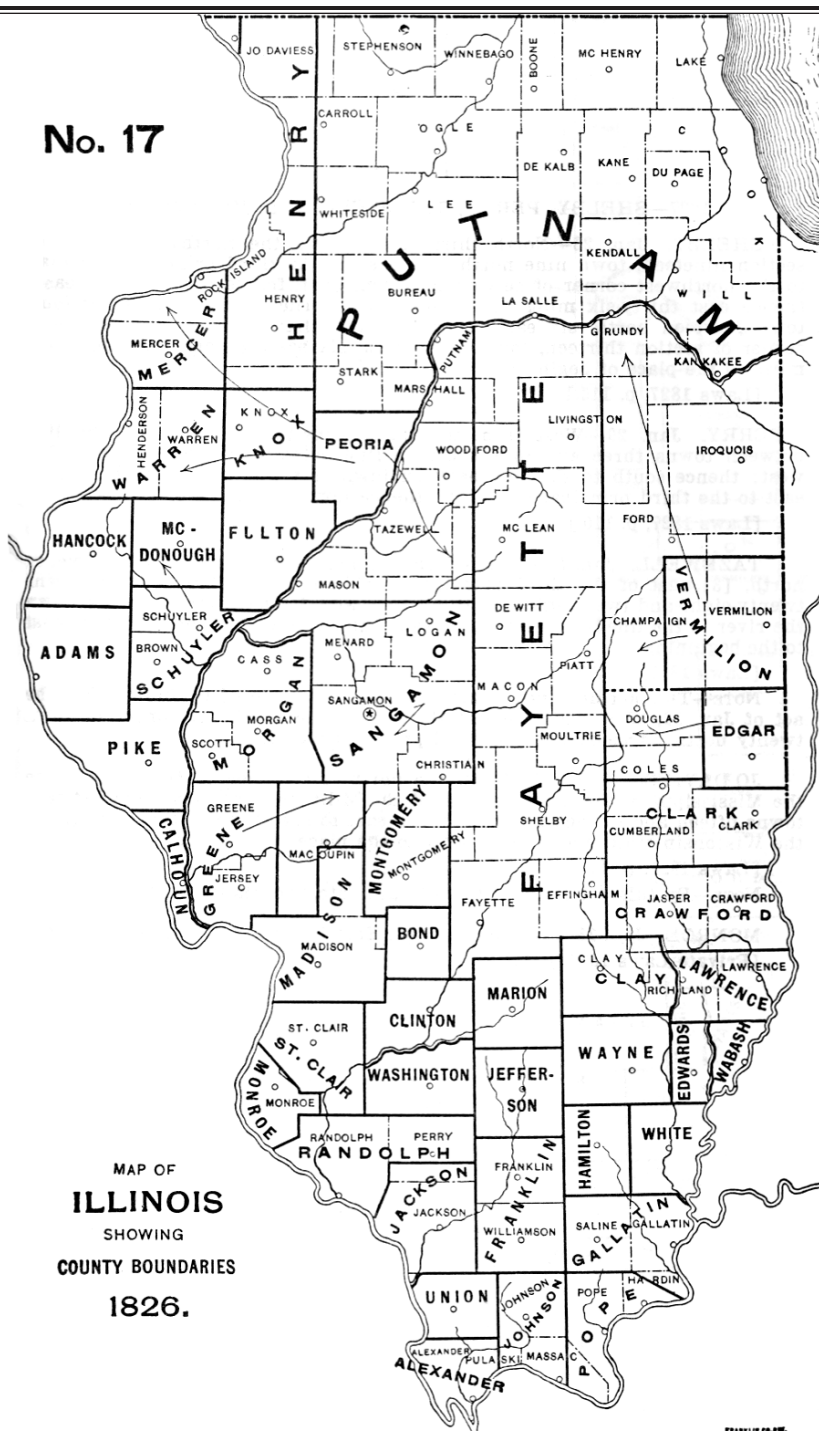 No. 17
JO DAVIESS
STEPHENSON
WINNEBAGO
BOONE
MC HENRY
LAKE
HENRY
CARROLL
OGLE
DE KALB
KANE
DU PAGE
COOK
WHITESIDE
LEE
PUTNAM
KENDALL
WILL
ROCK ISLAND
HENRY
BUREAU
LA SALLE
GRUNDY
KANKAKEE
MERCER
MERCER
STARK
PUTNAM
MARSHALL
LIVINGSTON
IROQUOIS
HENDERSON
WARREN
WARREN
KNOX
KNOX
PEORIA
WOODFORD
FAYETTE
HANCOCK
MC-
DONOUGH
FLLTON
TAZEWELL
MC LEAN
FORD
MASON
SCHUYLER
BROWN
SCHUYLER
ADAMS
CASS
MENARD
LOGAN
DE WITT
CHAMPAIGN
VERMILION
VERMILION
PIATT
MACON
SANGAMON
SANGAMON
MORGAN
MORGAN
SCOTT
PIKE
DOUGLAS
EDGAR
MOULTRIE
CHRISTIAN
COLES
CALHOUN
GREENE
GREENE
JERSEY
MACOUPIN
MONTGOMERY
MONTGOMERY
SHELBY
CLARK
CUMBERLAND
CLARK
FAYETTE
EFFINGHAM
JASPER
CRAWFORD
CRAWFORD
MADISON
MADISON
BOND
CLAY
CLAY
RICHLAND
LAWRENCE
LAWRENCE
MARION
CLINTON
ST. CLAIR
ST. CLAIR
WASHINGTON
JEFFER-
SON
WAYNE
EDWARDS
WABASH
MONROE
MONROE
RANDOLPH
PERRY
RANDOLPH
HAMILTON
WHITE
FRANKLIN
FRANKLIN
JACKSON
JACKSON
WILLIAMSON
SALINE
GALLATIN
GALLATIN
UNION
JOHNSON
JOHNSON
POPE
HARDIN
POPE
ALEXANDER
PULASKI
MASSAC
ALEXANDER
MAP OF
ILLINOIS
SHOWING
COUNTY BOUNDARIES
1826.